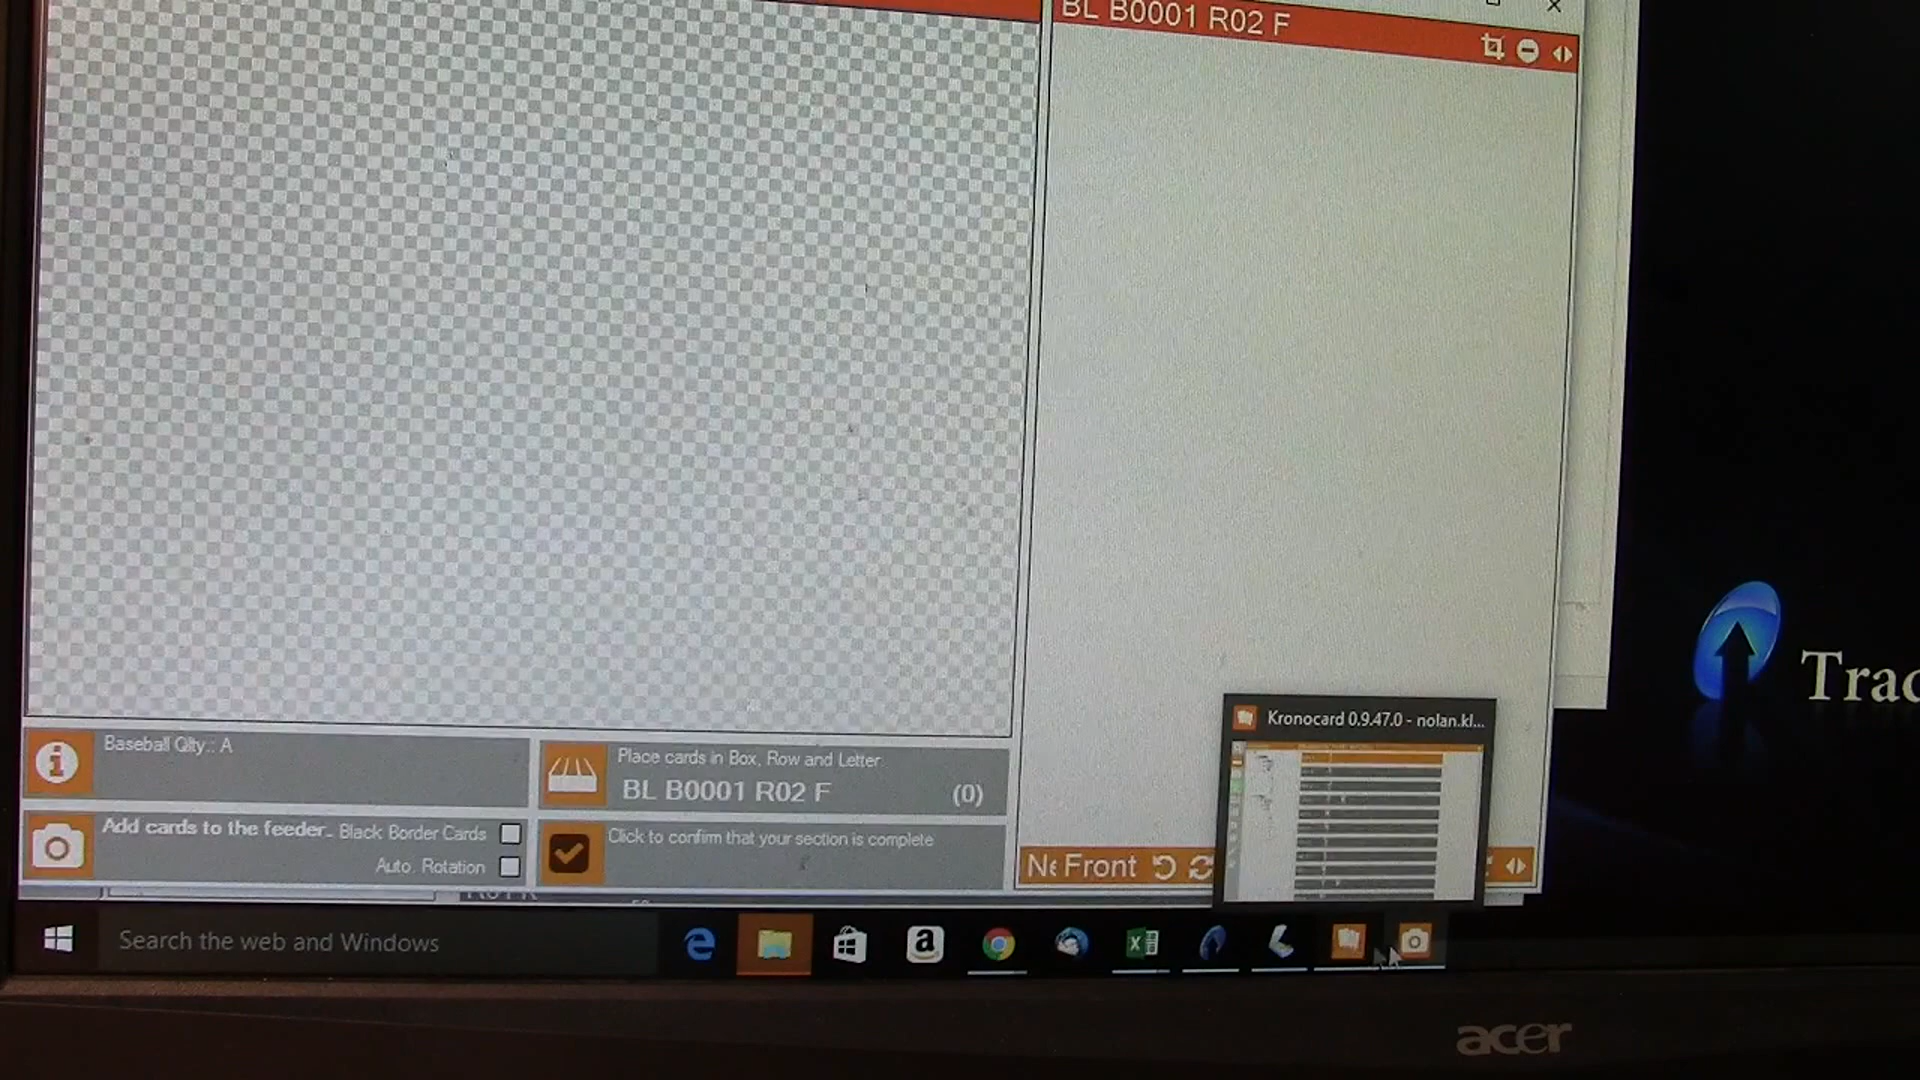 BL B0001 R02 F
Baseball Qlty.: A
Place cards in Box, Row and Letter
BL B0001 R02 F (0)
Add cards to the feeder. Black Border Cards
Auto. Rotation
Click to confirm that your section is complete
Front
Kronocard 0.9.47.0 - nolan.kl...
Trad
Search the web and Windows
acer